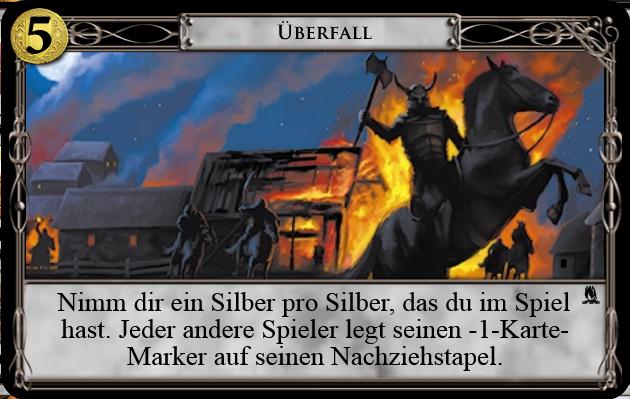 5
ÜBERFALL
Nimm dir ein Silber pro Silber, das du im Spiel
hast. Jeder andere Spieler legt seinen -1-Karte-
Marker auf seinen Nachziehstapel.